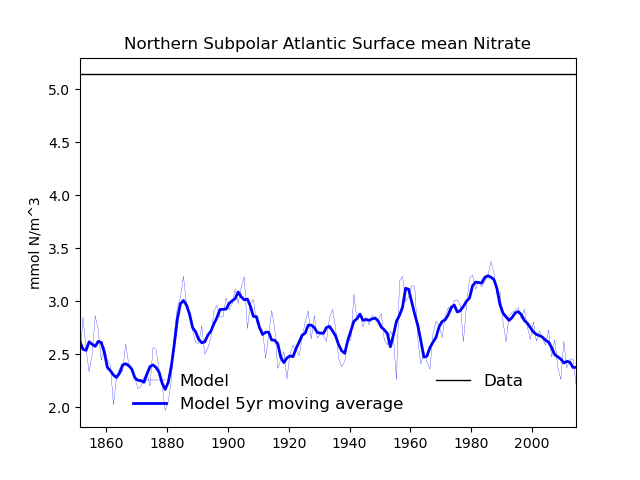 Northern Subpolar Atlantic Surface mean Nitrate
mmol N/m^3
5.0
4.5
4.0
3.5
3.0
2.5
2.0
Model
Model 5yr moving average
Data
1860 1880 1900 1920 1940 1960 1980 2000